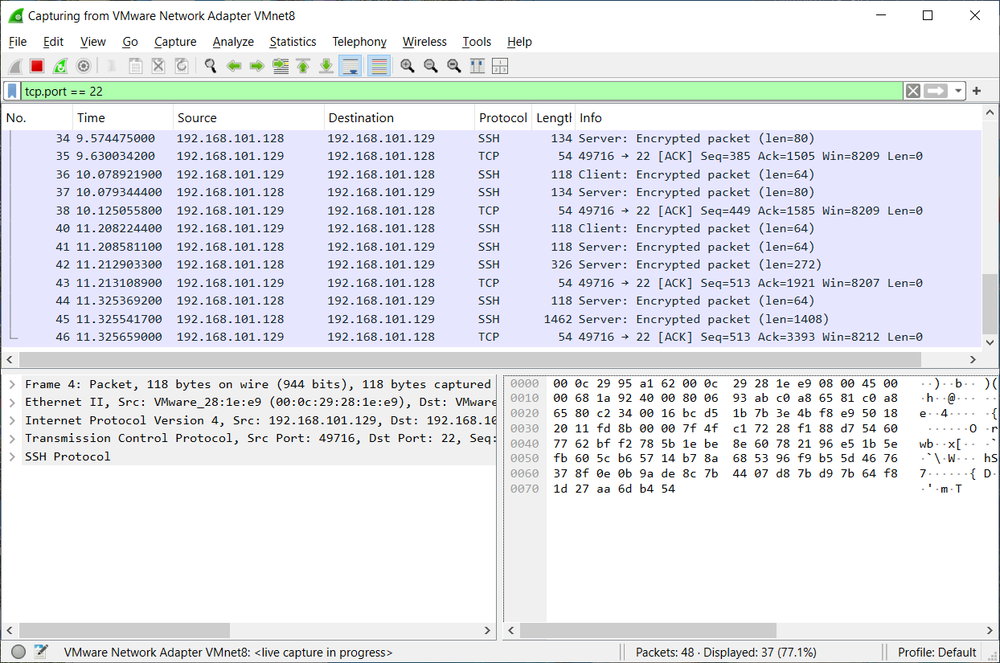 Capturing from VMware Network Adapter VMnet8
File Edit View Go Capture Analyze Statistics Telephony Wireless Tools Help
tcp.port == 22
No. Time Source Destination Protocol Length Info
34 9.574475000 192.168.101.128 192.168.101.129 SSH 134 Server: Encrypted packet (len=80)
35 9.630034200 192.168.101.129 192.168.101.128 TCP 54 49716 → 22 [ACK] Seq=385 Ack=1505 Win=8209 Len=0
36 10.078921900 192.168.101.129 192.168.101.128 SSH 118 Client: Encrypted packet (len=64)
37 10.079344400 192.168.101.128 192.168.101.129 SSH 134 Server: Encrypted packet (len=80)
38 10.125055800 192.168.101.129 192.168.101.128 TCP 54 49716 → 22 [ACK] Seq=449 Ack=1585 Win=8209 Len=0
40 11.208224400 192.168.101.129 192.168.101.128 SSH 118 Client: Encrypted packet (len=64)
41 11.208581100 192.168.101.128 192.168.101.129 SSH 118 Server: Encrypted packet (len=64)
42 11.212903300 192.168.101.128 192.168.101.129 SSH 326 Server: Encrypted packet (len=272)
43 11.213108900 192.168.101.129 192.168.101.128 TCP 54 49716 → 22 [ACK] Seq=513 Ack=1921 Win=8207 Len=0
44 11.325369200 192.168.101.128 192.168.101.129 SSH 118 Server: Encrypted packet (len=64)
45 11.325541700 192.168.101.128 192.168.101.129 SSH 1462 Server: Encrypted packet (len=1408)
46 11.325659000 192.168.101.129 192.168.101.128 TCP 54 49716 → 22 [ACK] Seq=513 Ack=3393 Win=8212 Len=0
Frame 4: Packet, 118 bytes on wire (944 bits), 118 bytes captured
Ethernet II, Src: VMware_28:1e:e9 (00:0c:29:28:1e:e9), Dst: VMware
Internet Protocol Version 4, Src: 192.168.101.129, Dst: 192.168.10
Transmission Control Protocol, Src Port: 49716, Dst Port: 22, Seq:
SSH Protocol
0000 00 0c 29 95 a1 62 00 0c 29 28 1e e9 08 00 45 00 ··)··b·· )(
0010 00 68 1a 92 40 00 80 06 93 ab c0 a8 65 81 c0 a8 ·h··@···
0020 65 80 c2 34 00 16 bc d5 1b 7b 3e 4b f8 e9 50 18 e··4···· ·{
0030 20 11 fd 8b 00 00 7f 4f c1 72 28 f1 88 d7 54 60 ······O ·r
0040 77 62 bf f2 78 5b 1e be 8e 60 78 21 96 e5 1b 5e wb··x[·· ·`
0050 fb 60 5c b6 57 14 b7 8a 68 53 96 f9 b5 5d 46 76 ·`\·W··· hS
0060 37 8f 0e 0b 9a de 8c 7b 44 07 d8 7b d9 7b 64 f8 7······{ D·
0070 1d 27 aa 6d b4 54 ·'·m·T
VMware Network Adapter VMnet8: <live capture in progress> Packets: 48 · Displayed: 37 (77.1%) Profile: Default